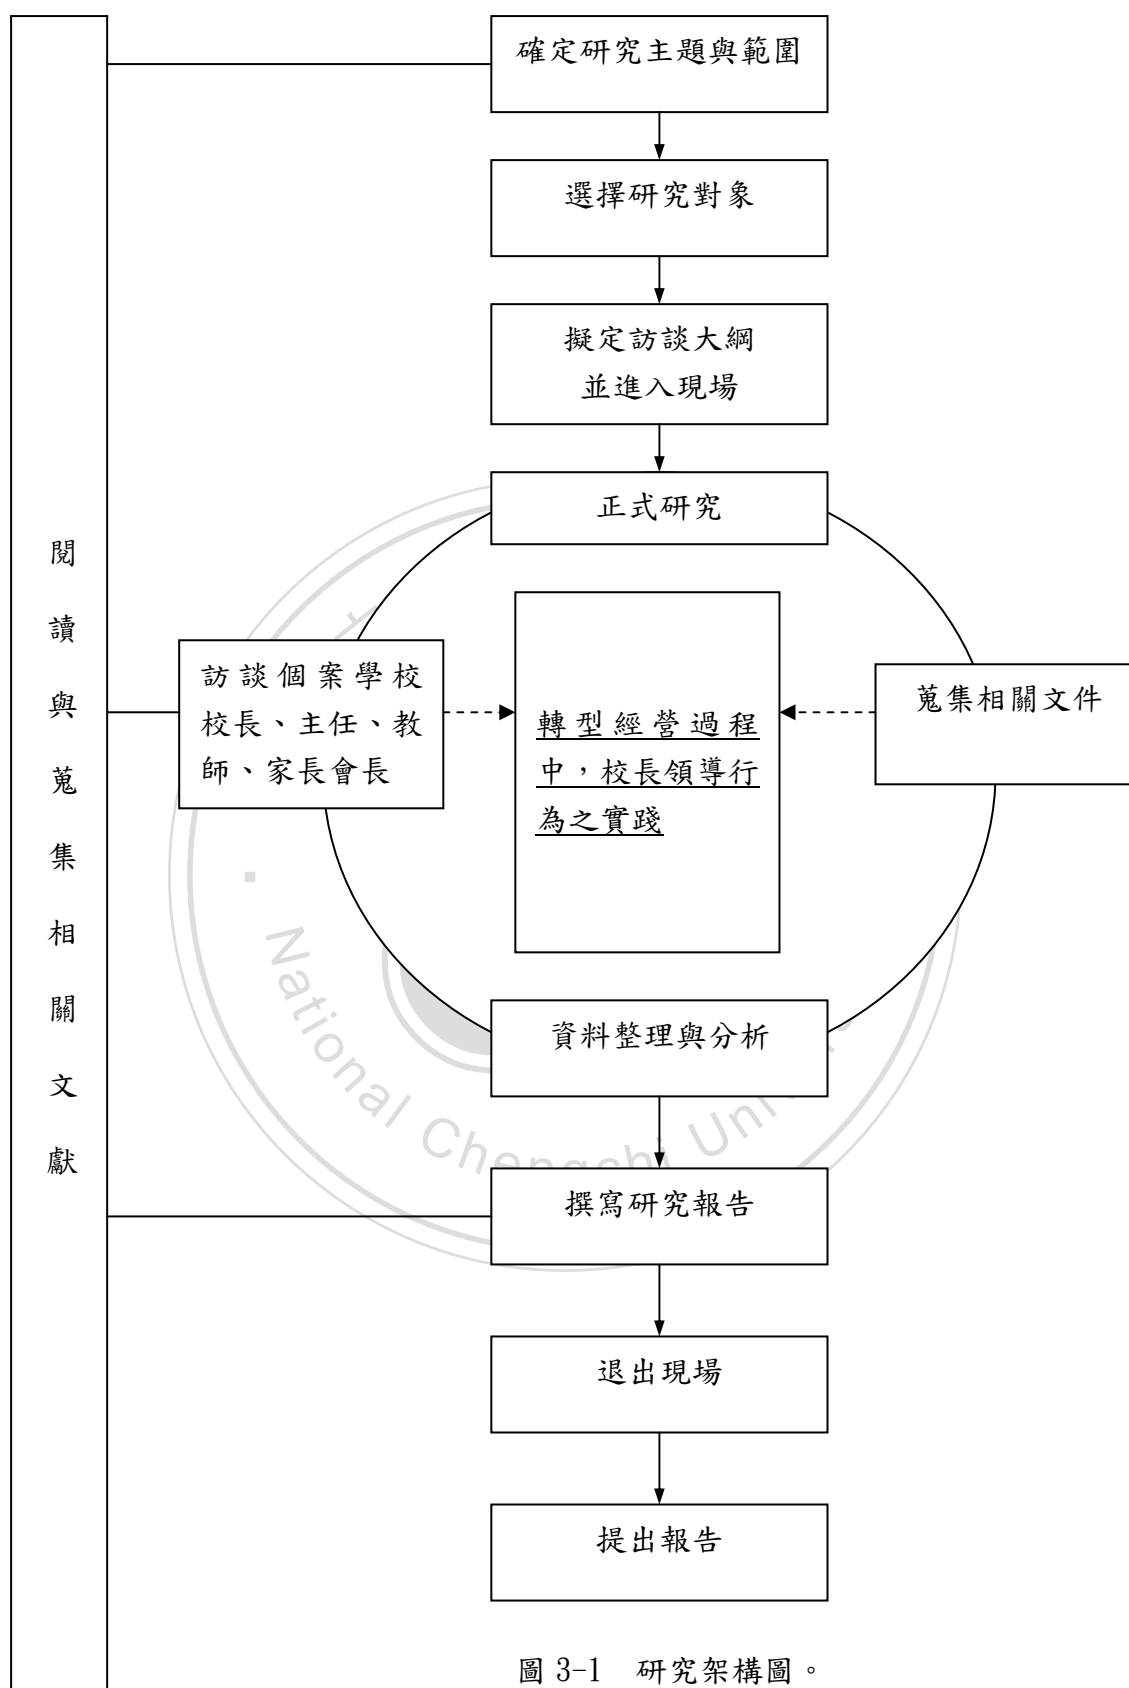 確定研究主題與範圍
選擇研究對象
擬定訪談大綱
並進入現場
正式研究
閱讀與蒐集相關文獻
訪談個案學校
校長、主任、教
師、家長會長
轉型經營過程
中，校長領導行
為之實踐
蒐集相關文件
資料整理與分析
National Chengchi Uni
撰寫研究報告
退出現場
提出報告
圖 3-1　研究架構圖。